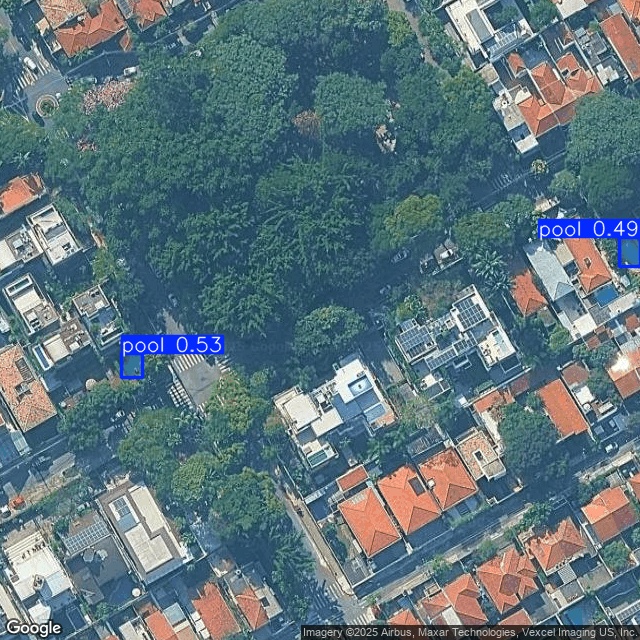 pool 0.49
pool 0.53
Google
Imagery ©2025 Airbus, Maxar Technologies, Vexcel Imaging US, Inc.